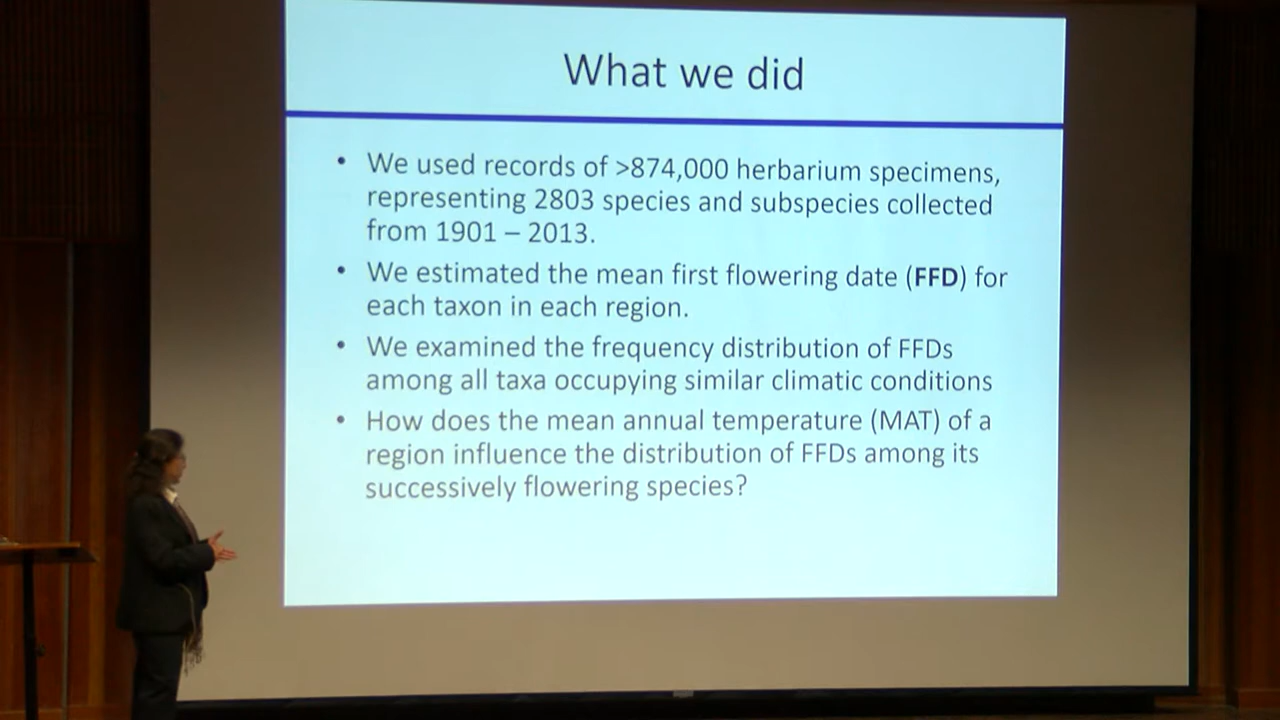 What we did
• We used records of >874,000 herbarium specimens,
representing 2803 species and subspecies collected
from 1901 – 2013.
• We estimated the mean first flowering date (FFD) for
each taxon in each region.
• We examined the frequency distribution of FFDs
among all taxa occupying similar climatic conditions
• How does the mean annual temperature (MAT) of a
region influence the distribution of FFDs among its
successively flowering species?